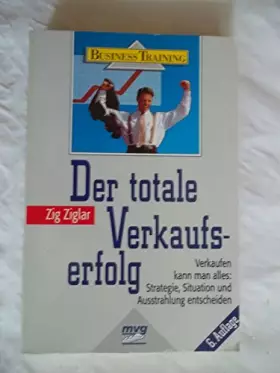 BUSINESS TRAINING
Der totale
Zig Ziglar
Verkaufs-
erfolg
Verkaufen
kann man alles:
Strategie, Situation und
Ausstrahlung entscheiden
6. Auflage
mvg